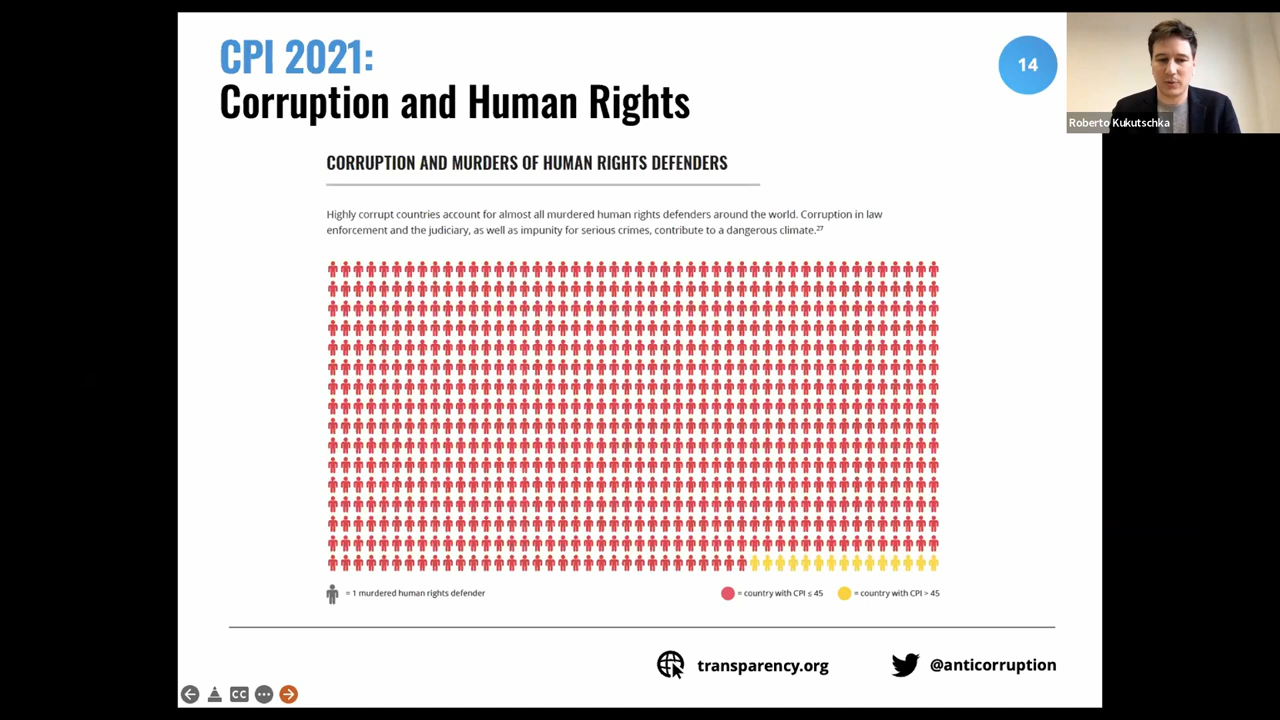 CPI 2021:
Corruption and Human Rights
14
Roberto Kukutschka
CORRUPTION AND MURDERS OF HUMAN RIGHTS DEFENDERS
Highly corrupt countries account for almost all murdered human rights defenders around the world. Corruption in law
enforcement and the judiciary, as well as impunity for serious crimes, contribute to a dangerous climate.²⁷
= 1 murdered human rights defender
= country with CPI ≤ 45
= country with CPI > 45
transparency.org
@anticorruption
CC